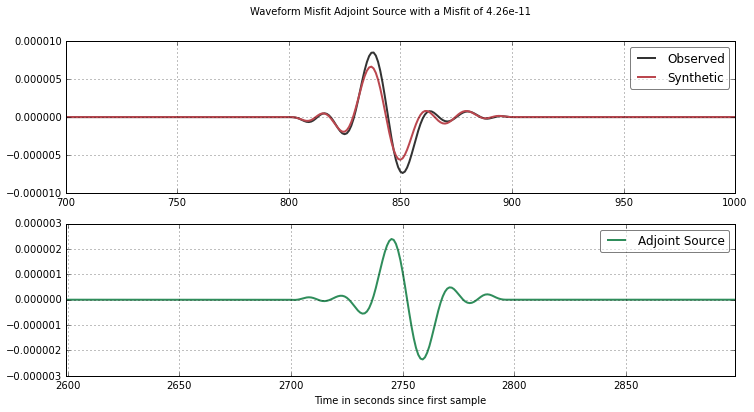 Waveform Misfit Adjoint Source with a Misfit of 4.26e-11
0.000010
0.000005
0.000000
−0.000005
−0.000010
Observed
Synthetic
700 750 800 850 900 950 1000
0.000003
0.000002
0.000001
0.000000
−0.000001
−0.000002
−0.000003
Adjoint Source
2600 2650 2700 2750 2800 2850
Time in seconds since first sample